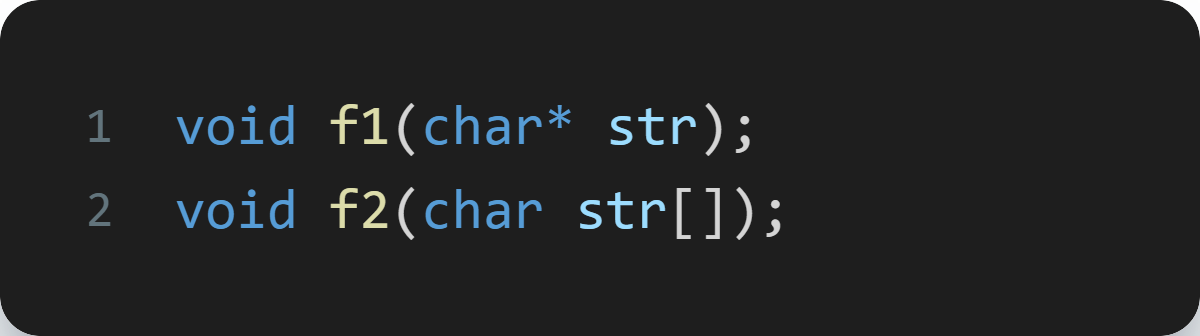 1 void f1(char* str);
2 void f2(char str[]);